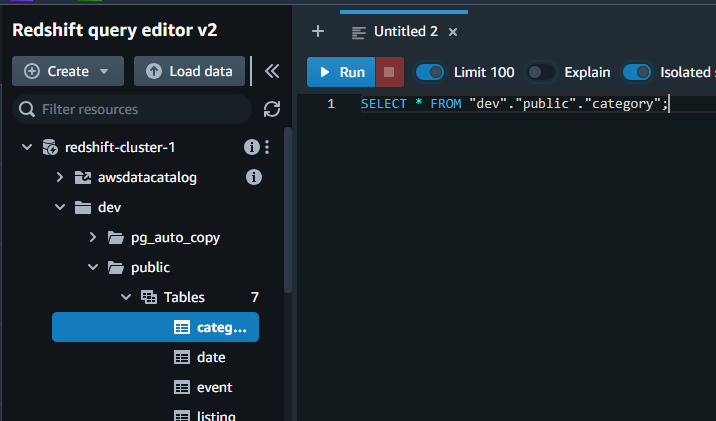 Redshift query editor v2
Create
Load data
Filter resources
redshift-cluster-1
awsdatacatalog
dev
pg_auto_copy
public
Tables 7
categ...
date
event
listing
Untitled 2
Run
Limit 100
Explain
Isolated
1 SELECT * FROM "dev"."public"."category";